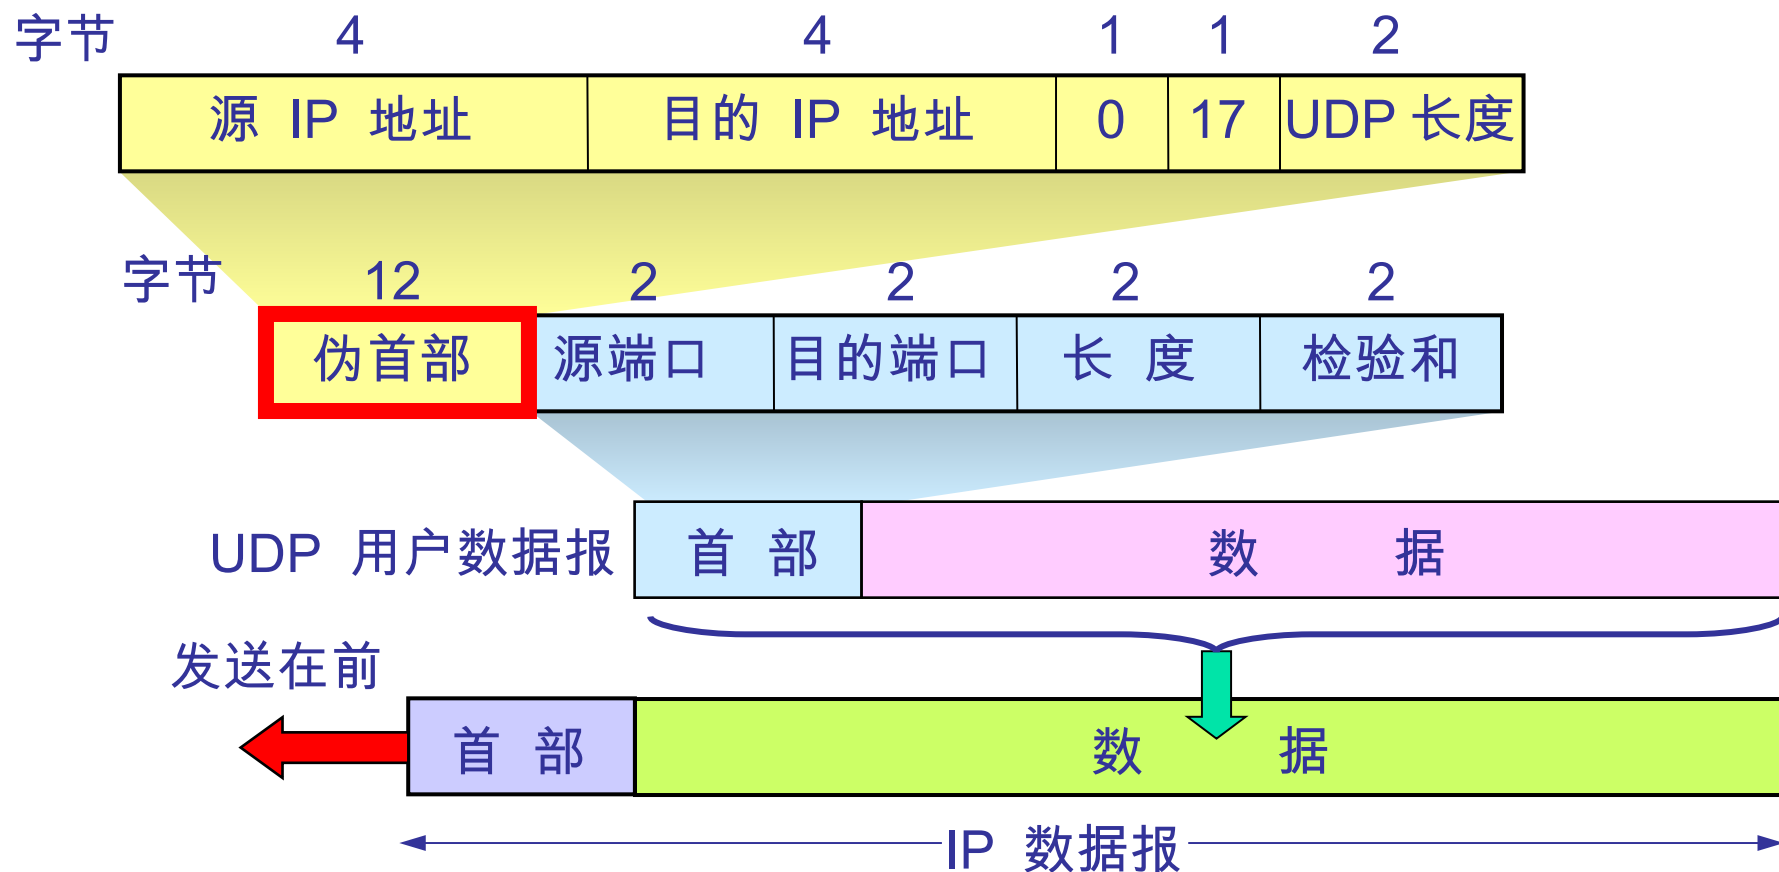 字节 4 4 1 1 2
源 IP 地址 目的 IP 地址 0 17 UDP 长度
字节 12 2 2 2 2
伪首部 源端口 目的端口 长 度 检验和
UDP 用户数据报 首 部 数 据
发送在前
首 部 数 据
IP 数据报